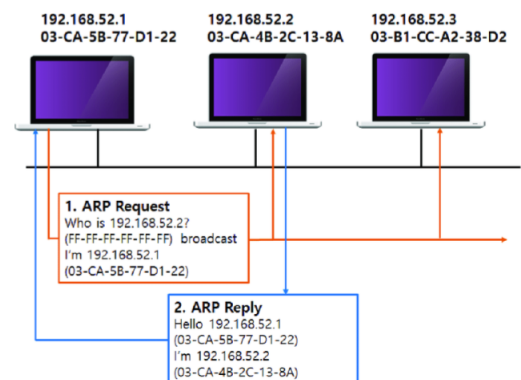 192.168.52.1
03-CA-5B-77-D1-22
192.168.52.2
03-CA-4B-2C-13-8A
192.168.52.3
03-B1-CC-A2-38-D2
1. ARP Request
Who is 192.168.52.2?
(FF-FF-FF-FF-FF-FF) broadcast
I'm 192.168.52.1
(03-CA-5B-77-D1-22)
2. ARP Reply
Hello 192.168.52.1
(03-CA-5B-77-D1-22)
I'm 192.168.52.2
(03-CA-4B-2C-13-8A)